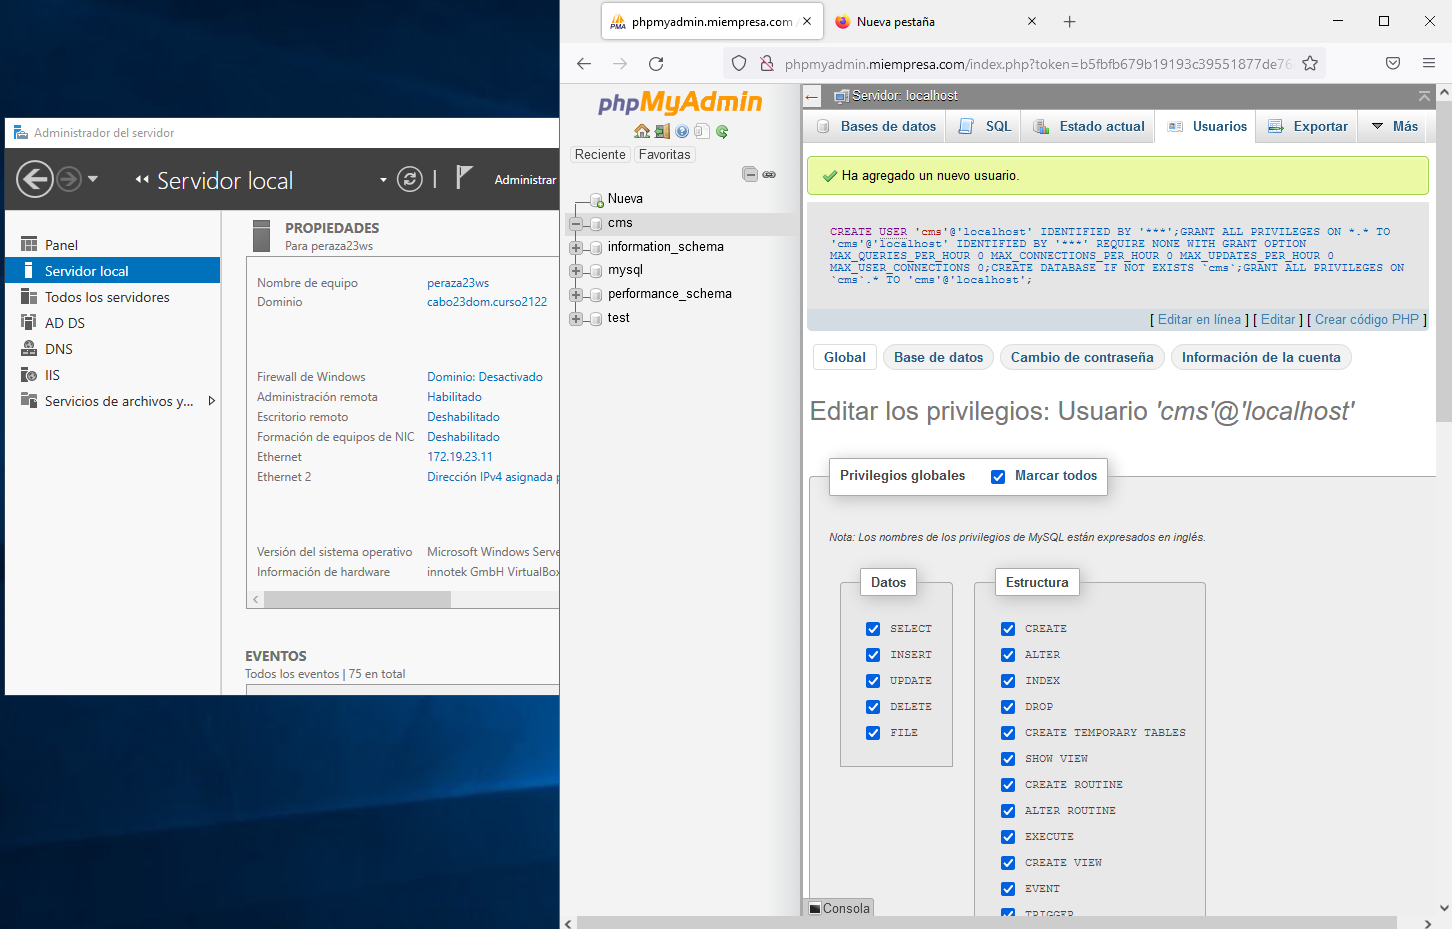 Administrador del servidor
Servidor local
Administrar
Panel
Servidor local
Todos los servidores
AD DS
DNS
IIS
Servicios de archivos y...
PROPIEDADES
Para peraza23ws
Nombre de equipo peraza23ws
Dominio cabo23dom.curso2122
Firewall de Windows Dominio: Desactivado
Administración remota Habilitado
Escritorio remoto Deshabilitado
Formación de equipos de NIC Deshabilitado
Ethernet 172.19.23.11
Ethernet 2 Dirección IPv4 asignada p
Versión del sistema operativo Microsoft Windows Serve
Información de hardware innotek GmbH VirtualBox
EVENTOS
Todos los eventos | 75 en total
PMA phpmyadmin.miempresa.com
Nueva pestaña
phpmyadmin.miempresa.com/index.php?token=b5fbfb679b19193c39551877de76
phpMyAdmin
Reciente Favoritas
Nueva
cms
information_schema
mysql
performance_schema
test
Servidor: localhost
Bases de datos SQL Estado actual Usuarios Exportar Más
Ha agregado un nuevo usuario.
CREATE USER 'cms'@'localhost' IDENTIFIED BY '***';GRANT ALL PRIVILEGES ON *.* TO
'cms'@'localhost' IDENTIFIED BY '***' REQUIRE NONE WITH GRANT OPTION
MAX_QUERIES_PER_HOUR 0 MAX_CONNECTIONS_PER_HOUR 0 MAX_UPDATES_PER_HOUR 0
MAX_USER_CONNECTIONS 0;CREATE DATABASE IF NOT EXISTS `cms`;GRANT ALL PRIVILEGES ON
`cms`.* TO 'cms'@'localhost';
[ Editar en línea ] [ Editar ] [ Crear código PHP ]
Global Base de datos Cambio de contraseña Información de la cuenta
Editar los privilegios: Usuario 'cms'@'localhost'
Privilegios globales Marcar todos
Nota: Los nombres de los privilegios de MySQL están expresados en inglés.
Datos
SELECT
INSERT
UPDATE
DELETE
FILE
Estructura
CREATE
ALTER
INDEX
DROP
CREATE TEMPORARY TABLES
SHOW VIEW
CREATE ROUTINE
ALTER ROUTINE
EXECUTE
CREATE VIEW
EVENT
TRIGGER
Consola